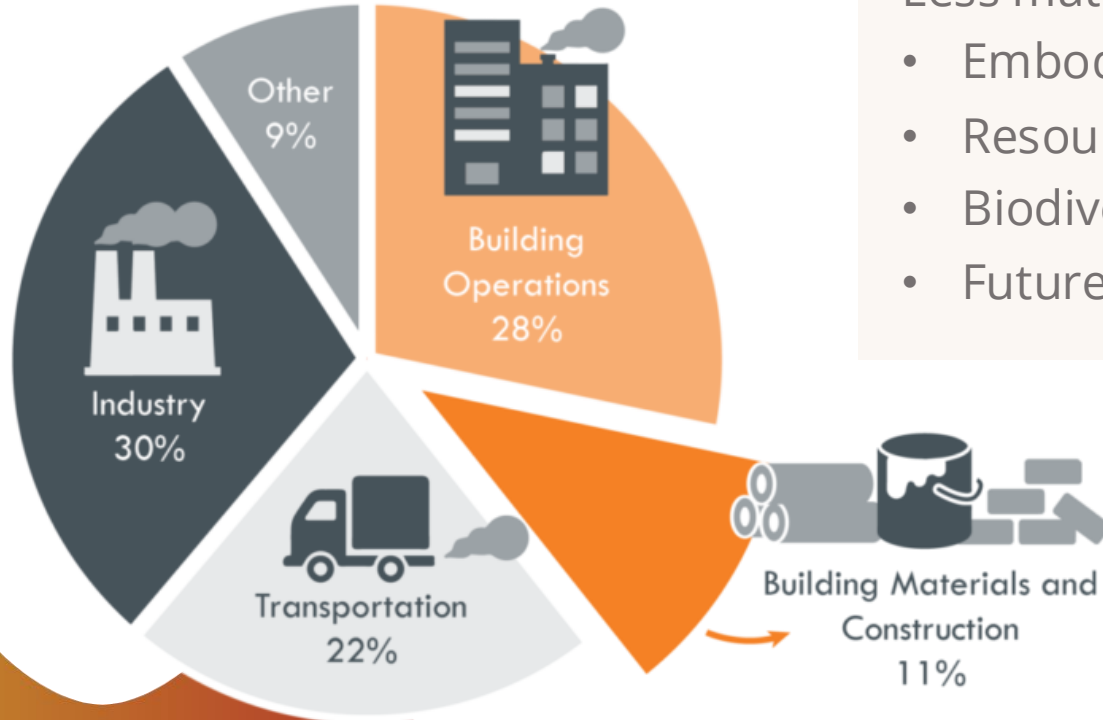 Other
9%
Building
Operations
28%
Industry
30%
Transportation
22%
Building Materials and
Construction
11%
•
•
•
•